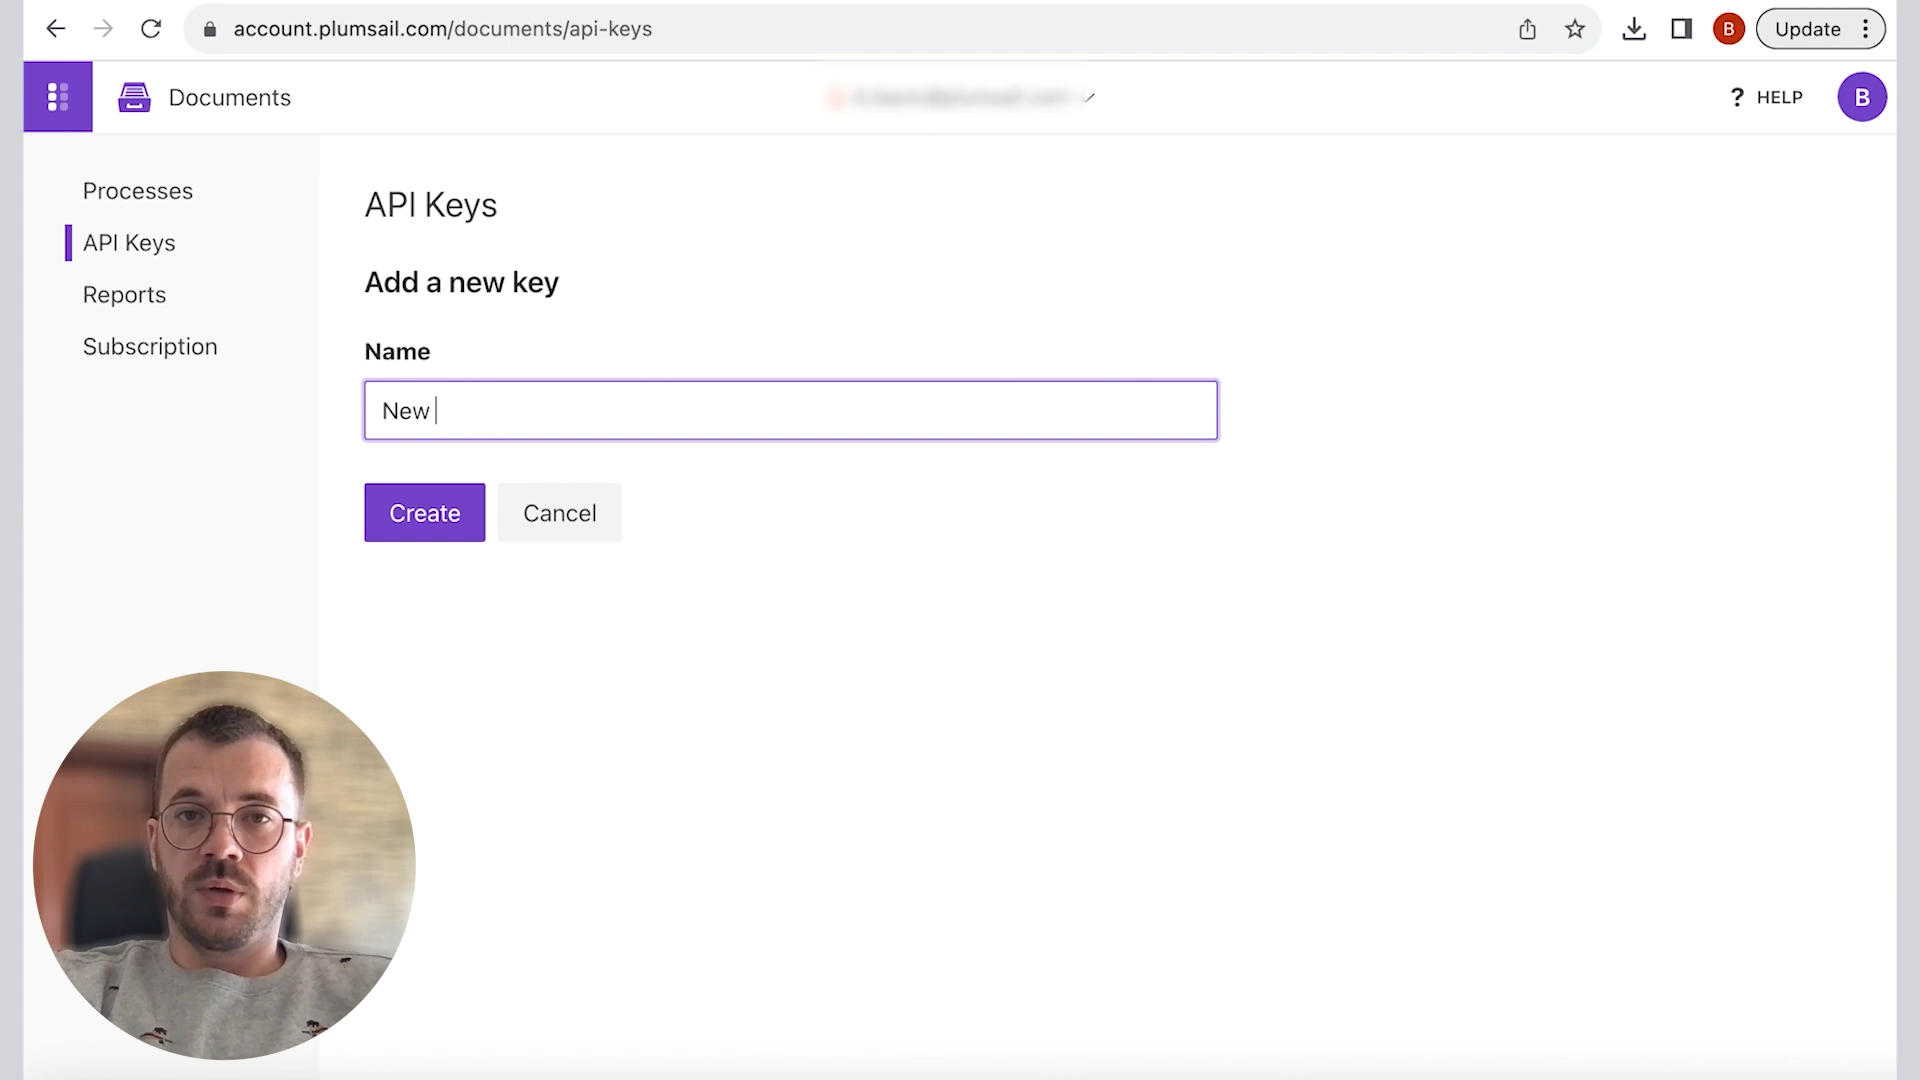 account.plumsail.com/documents/api-keys
B
Update
Documents
? HELP
B
Processes
API Keys
Reports
Subscription
API Keys
Add a new key
Name
New
Create
Cancel